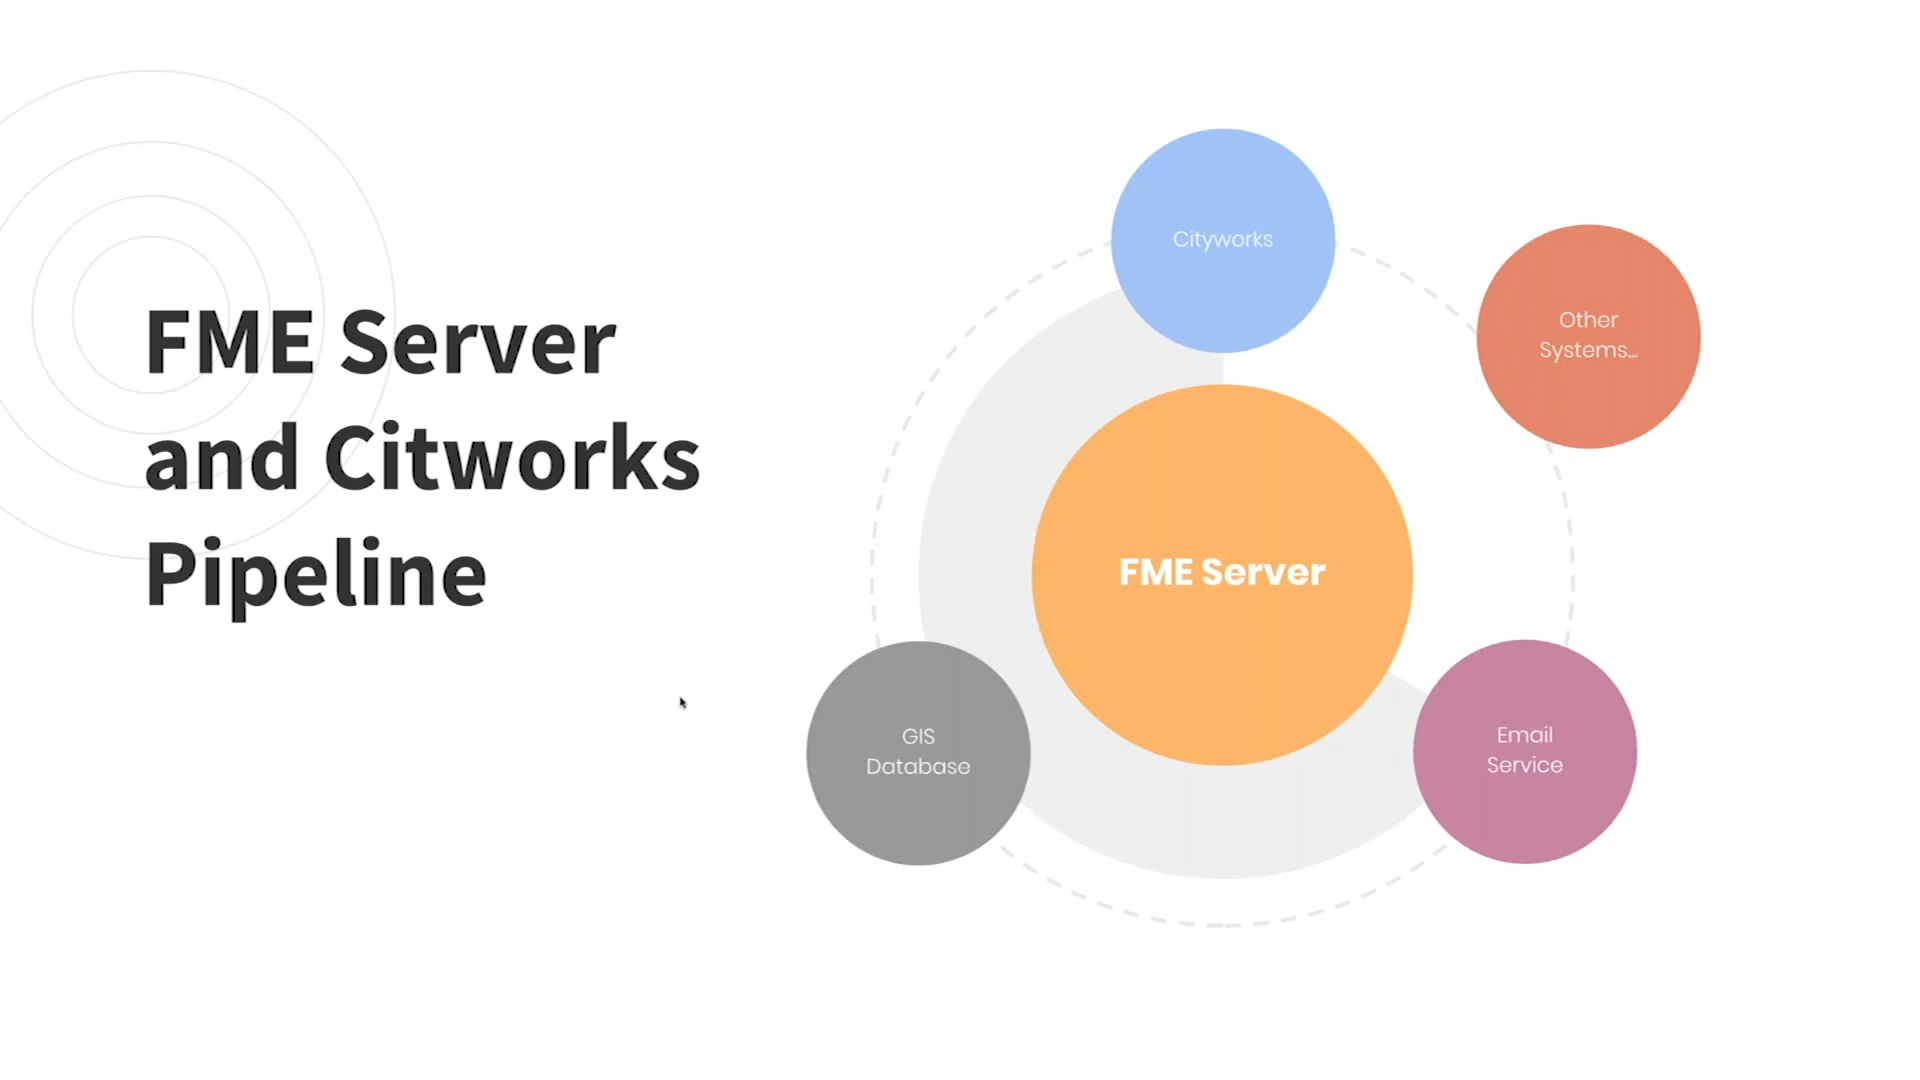 FME Server
and Citworks
Pipeline
Cityworks
Other
Systems...
FME Server
GIS
Database
Email
Service